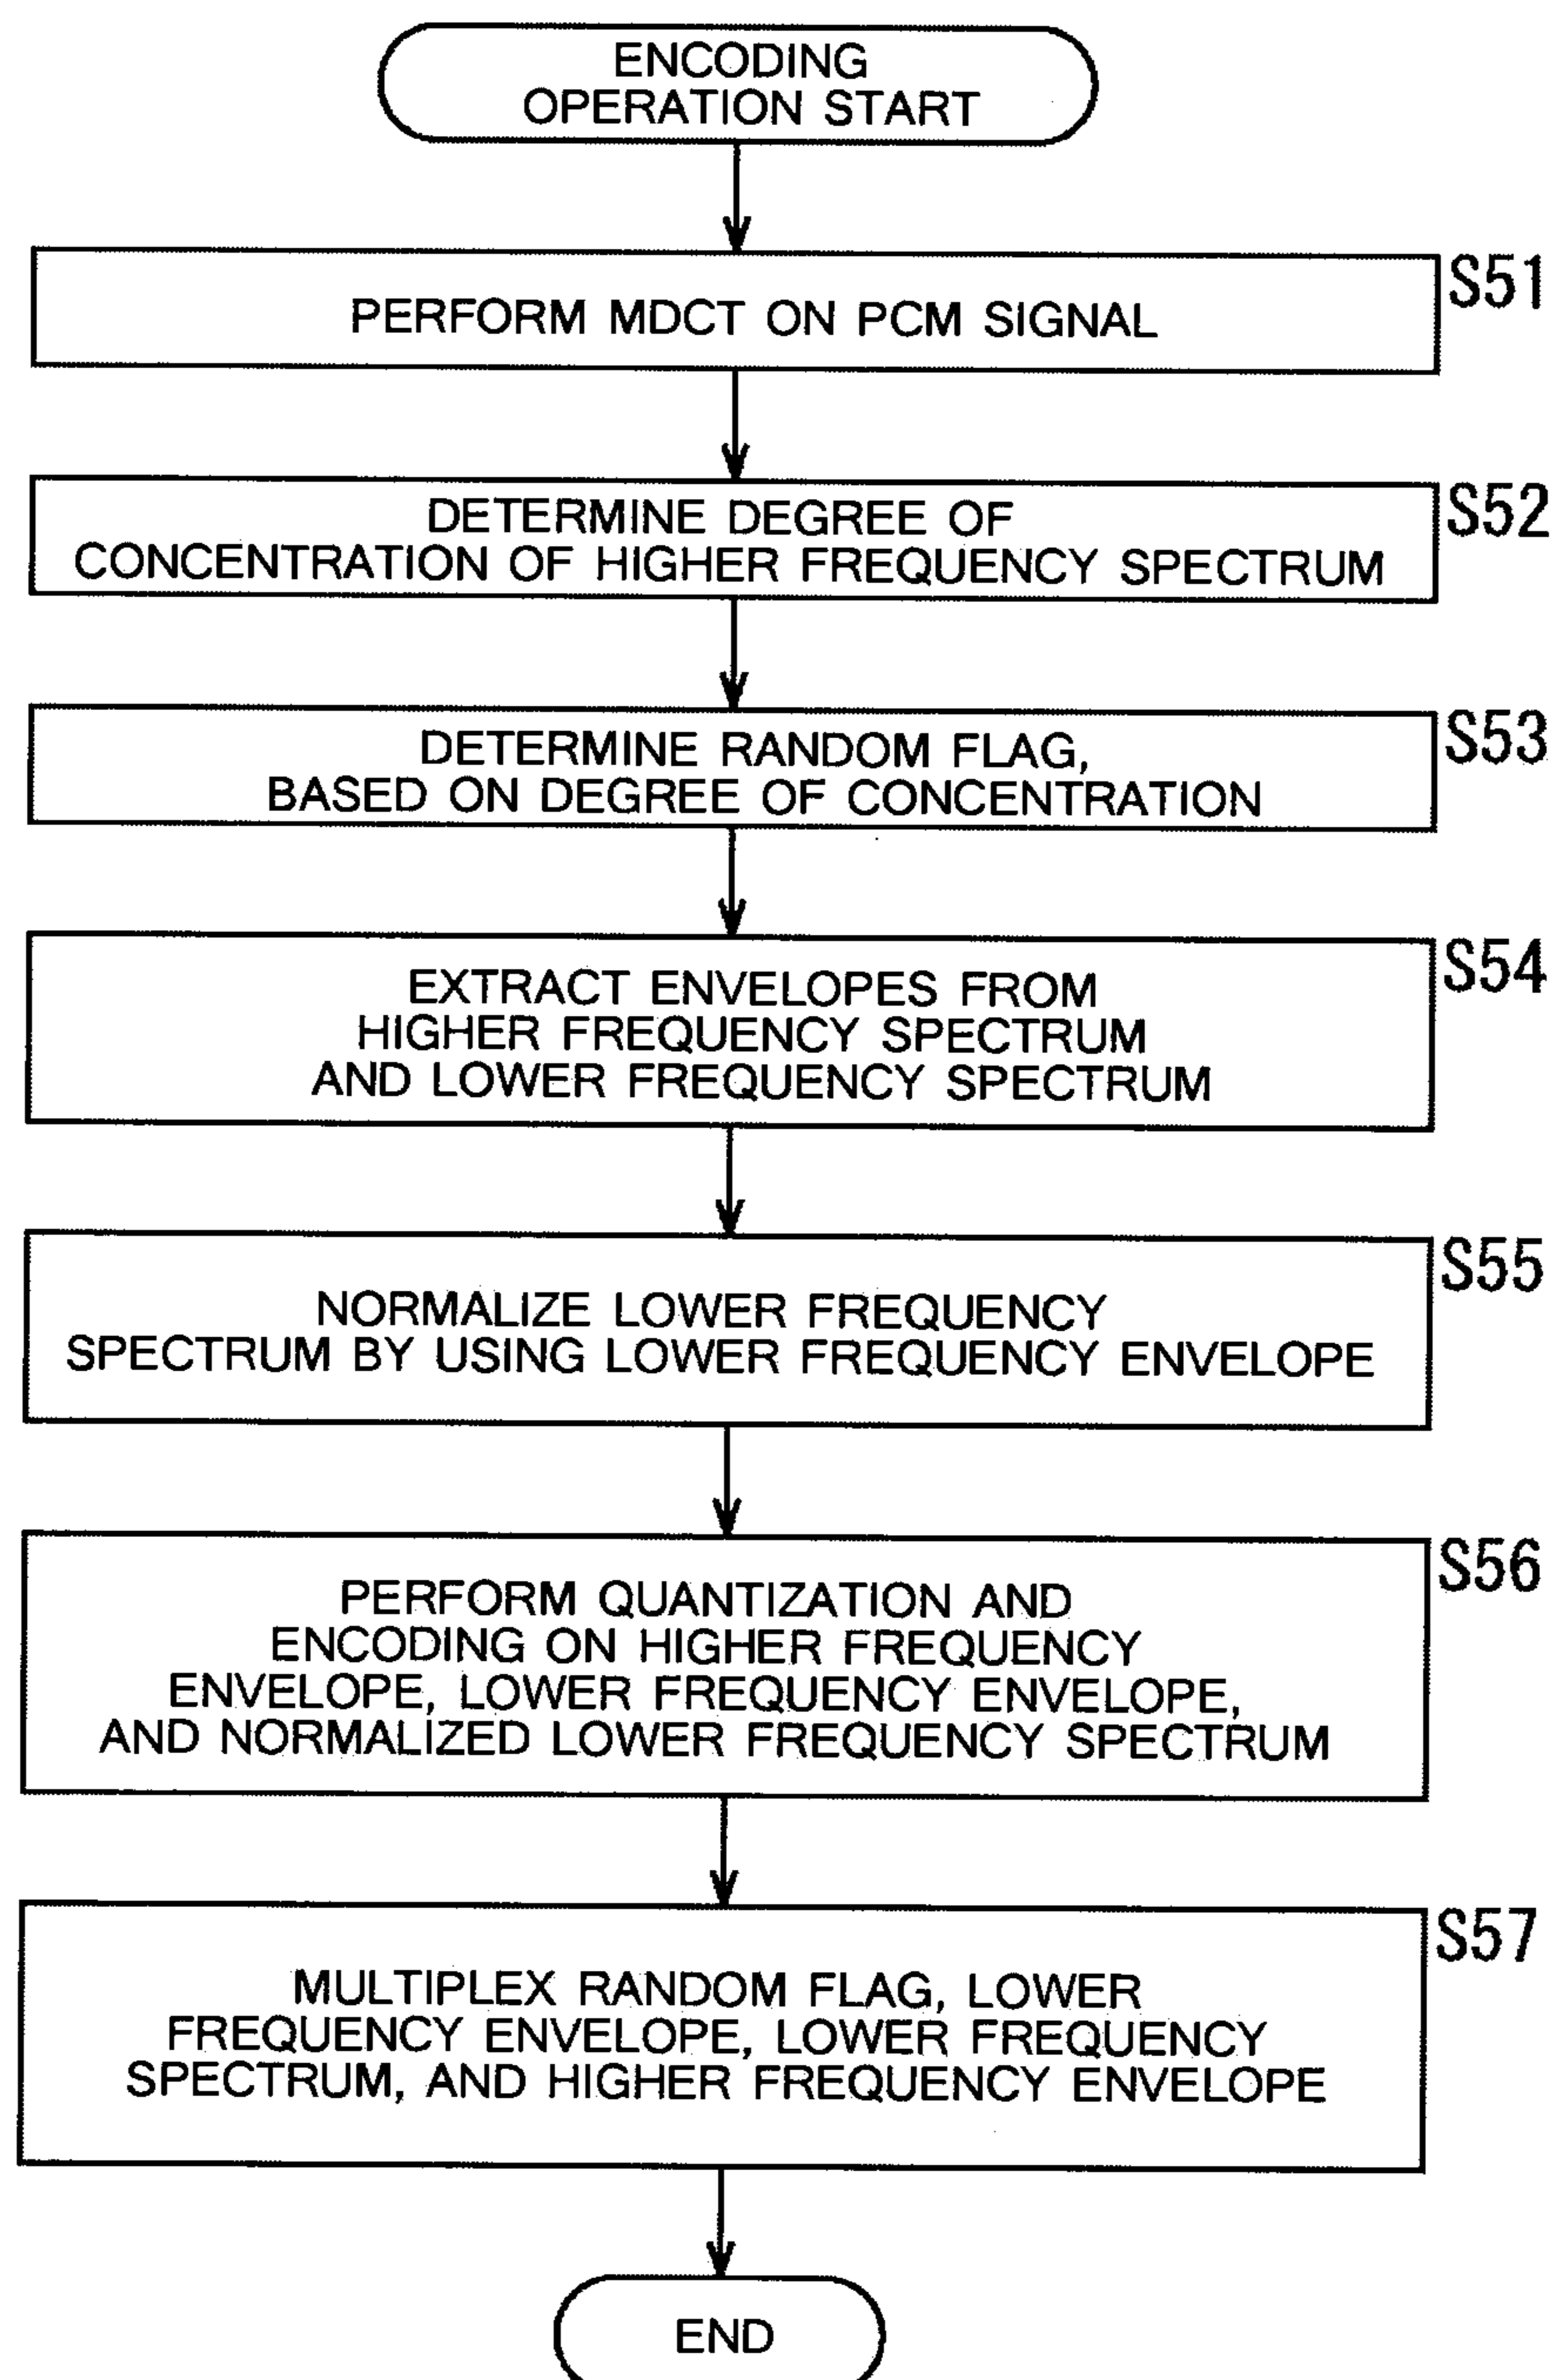 ENCODING
OPERATION START
S51
PERFORM MDCT ON PCM SIGNAL
S52
DETERMINE DEGREE OF
CONCENTRATION OF HIGHER FREQUENCY SPECTRUM
S53
DETERMINE RANDOM FLAG,
BASED ON DEGREE OF CONCENTRATION
S54
EXTRACT ENVELOPES FROM
HIGHER FREQUENCY SPECTRUM
AND LOWER FREQUENCY SPECTRUM
S55
NORMALIZE LOWER FREQUENCY
SPECTRUM BY USING LOWER FREQUENCY ENVELOPE
S56
PERFORM QUANTIZATION AND
ENCODING ON HIGHER FREQUENCY
ENVELOPE, LOWER FREQUENCY ENVELOPE,
AND NORMALIZED LOWER FREQUENCY SPECTRUM
S57
MULTIPLEX RANDOM FLAG, LOWER
FREQUENCY ENVELOPE, LOWER FREQUENCY
SPECTRUM, AND HIGHER FREQUENCY ENVELOPE
END